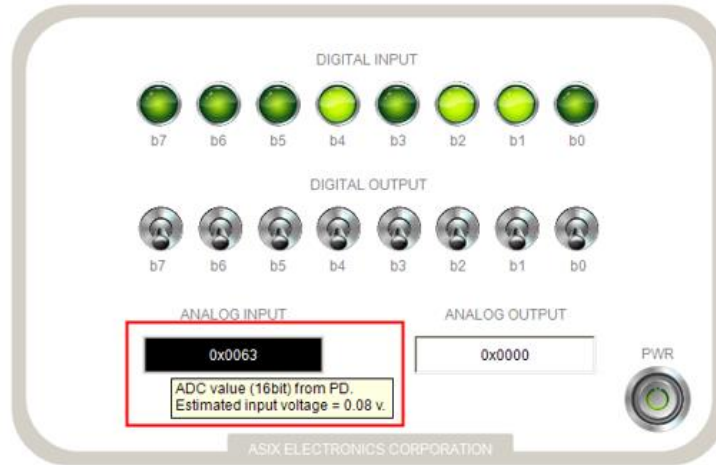 DIGITAL INPUT
b7 b6 b5 b4 b3 b2 b1 b0
DIGITAL OUTPUT
b7 b6 b5 b4 b3 b2 b1 b0
ANALOG INPUT ANALOG OUTPUT
0x0063 0x0000
PWR
ADC value (16bit) from PD.
Estimated input voltage = 0.08 v.
ASIX ELECTRONICS CORPORATION